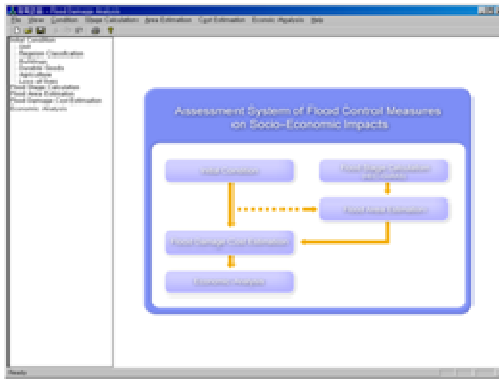 Flood Damage Analysis
File View Condition Stage Calculation Area Estimation Cost Estimation Economic Analysis Help
Initial Condition
Unit
Region Classification
Buildings
Durable Goods
Agriculture
Loss of lives
Flood Stage Calculation
Flood Area Estimation
Flood Damage Cost Estimation
Economic Analysis
Assessment System of Flood Control Measures
on Socio-Economic Impacts
Initial Condition
Flood Stage Calculation
Flood Area Estimation
Flood Damage Cost Estimation
Economic Analysis
Ready